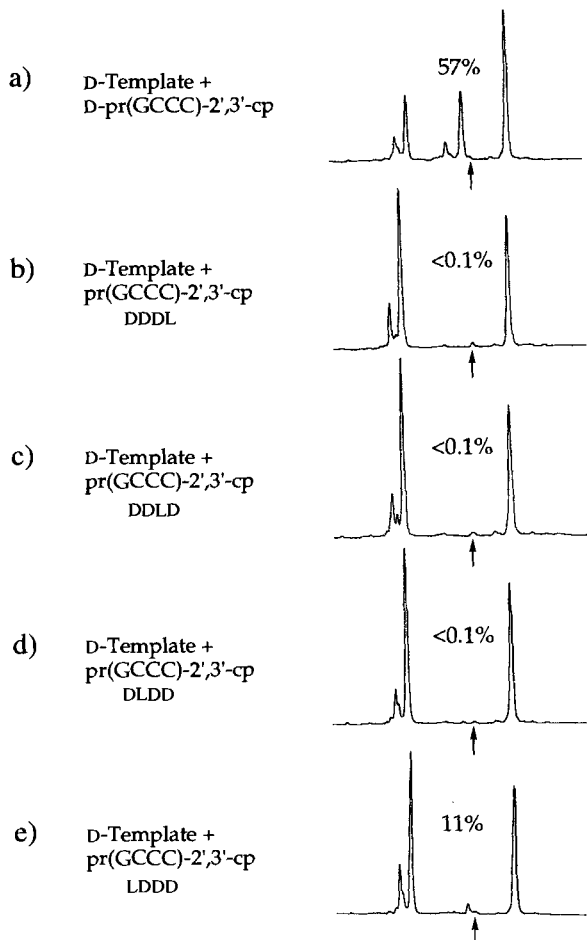 a) D-Template +
D-pr(GCCC)-2',3'-cp
57%
b) D-Template +
pr(GCCC)-2',3'-cp
DDDL
<0.1%
c) D-Template +
pr(GCCC)-2',3'-cp
DDLD
<0.1%
d) D-Template +
pr(GCCC)-2',3'-cp
DLDD
<0.1%
e) D-Template +
pr(GCCC)-2',3'-cp
LDDD
11%